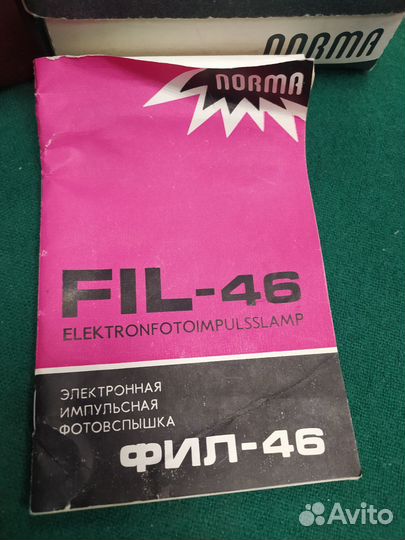 NORMA
NORMA
FIL-46
ELEKTRONFOTOIMPULSSLAMP
ЭЛЕКТРОННАЯ
ИМПУЛЬСНАЯ
ФОТОВСПЫШКА
ФИЛ-46
Avito